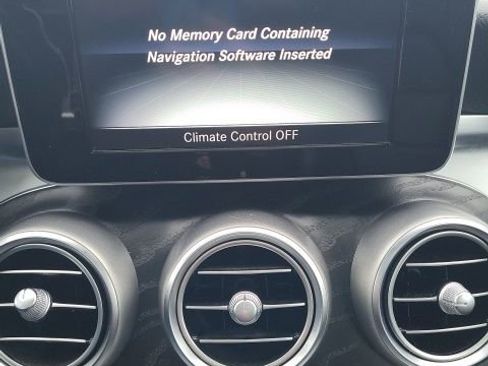 No Memory Card Containing
Navigation Software Inserted
Climate Control OFF